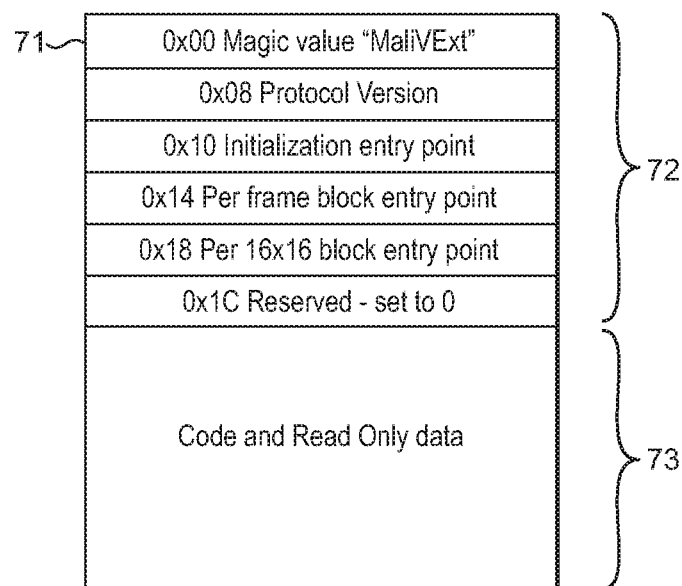 71
0x00 Magic value "MaliVExt"
0x08 Protocol Version
0x10 Initialization entry point
72
0x14 Per frame block entry point
0x18 Per 16x16 block entry point
0x1C Reserved - set to 0
Code and Read Only data
73